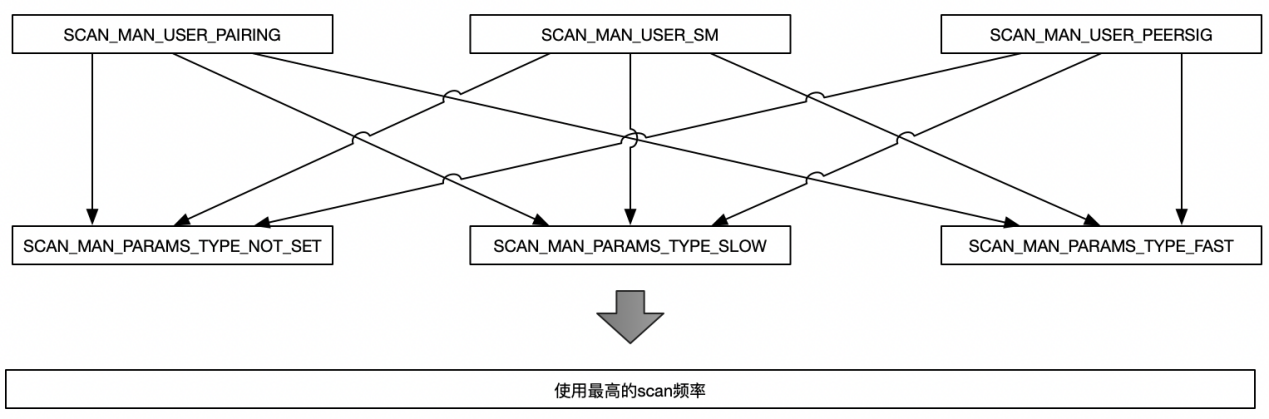 SCAN_MAN_USER_PAIRING
SCAN_MAN_USER_SM
SCAN_MAN_USER_PEERSIG
SCAN_MAN_PARAMS_TYPE_NOT_SET
SCAN_MAN_PARAMS_TYPE_SLOW
SCAN_MAN_PARAMS_TYPE_FAST
使用最高的scan频率